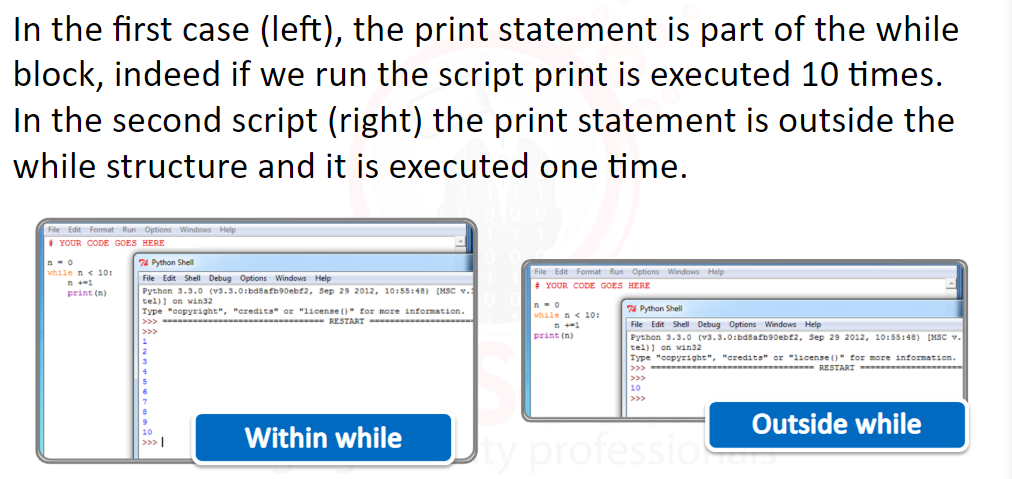 In the first case (left), the print statement is part of the while
block, indeed if we run the script print is executed 10 times.
In the second script (right) the print statement is outside the
while structure and it is executed one time.
File Edit Format Run Options Windows Help
# YOUR CODE GOES HERE
n = 0
while n < 10:
n +=1
print(n)
Python Shell
File Edit Shell Debug Options Windows Help
Python 3.3.0 (v3.3.0:bd8afb90ebf2, Sep 29 2012, 10:55:48) [MSC v.
tel)] on win32
Type "copyright", "credits" or "license()" for more information.
>>> ================================ RESTART ================
>>>
1
2
3
4
5
6
7
8
9
10
>>>
Within while
File Edit Format Run Options Windows Help
# YOUR CODE GOES HERE
n = 0
while n < 10:
n +=1
print(n)
Python Shell
File Edit Shell Debug Options Windows Help
Python 3.3.0 (v3.3.0:bd8afb90ebf2, Sep 29 2012, 10:55:48) [MSC v.
tel)] on win32
Type "copyright", "credits" or "license()" for more information.
>>> ================================ RESTART ================
>>>
10
>>>
Outside while